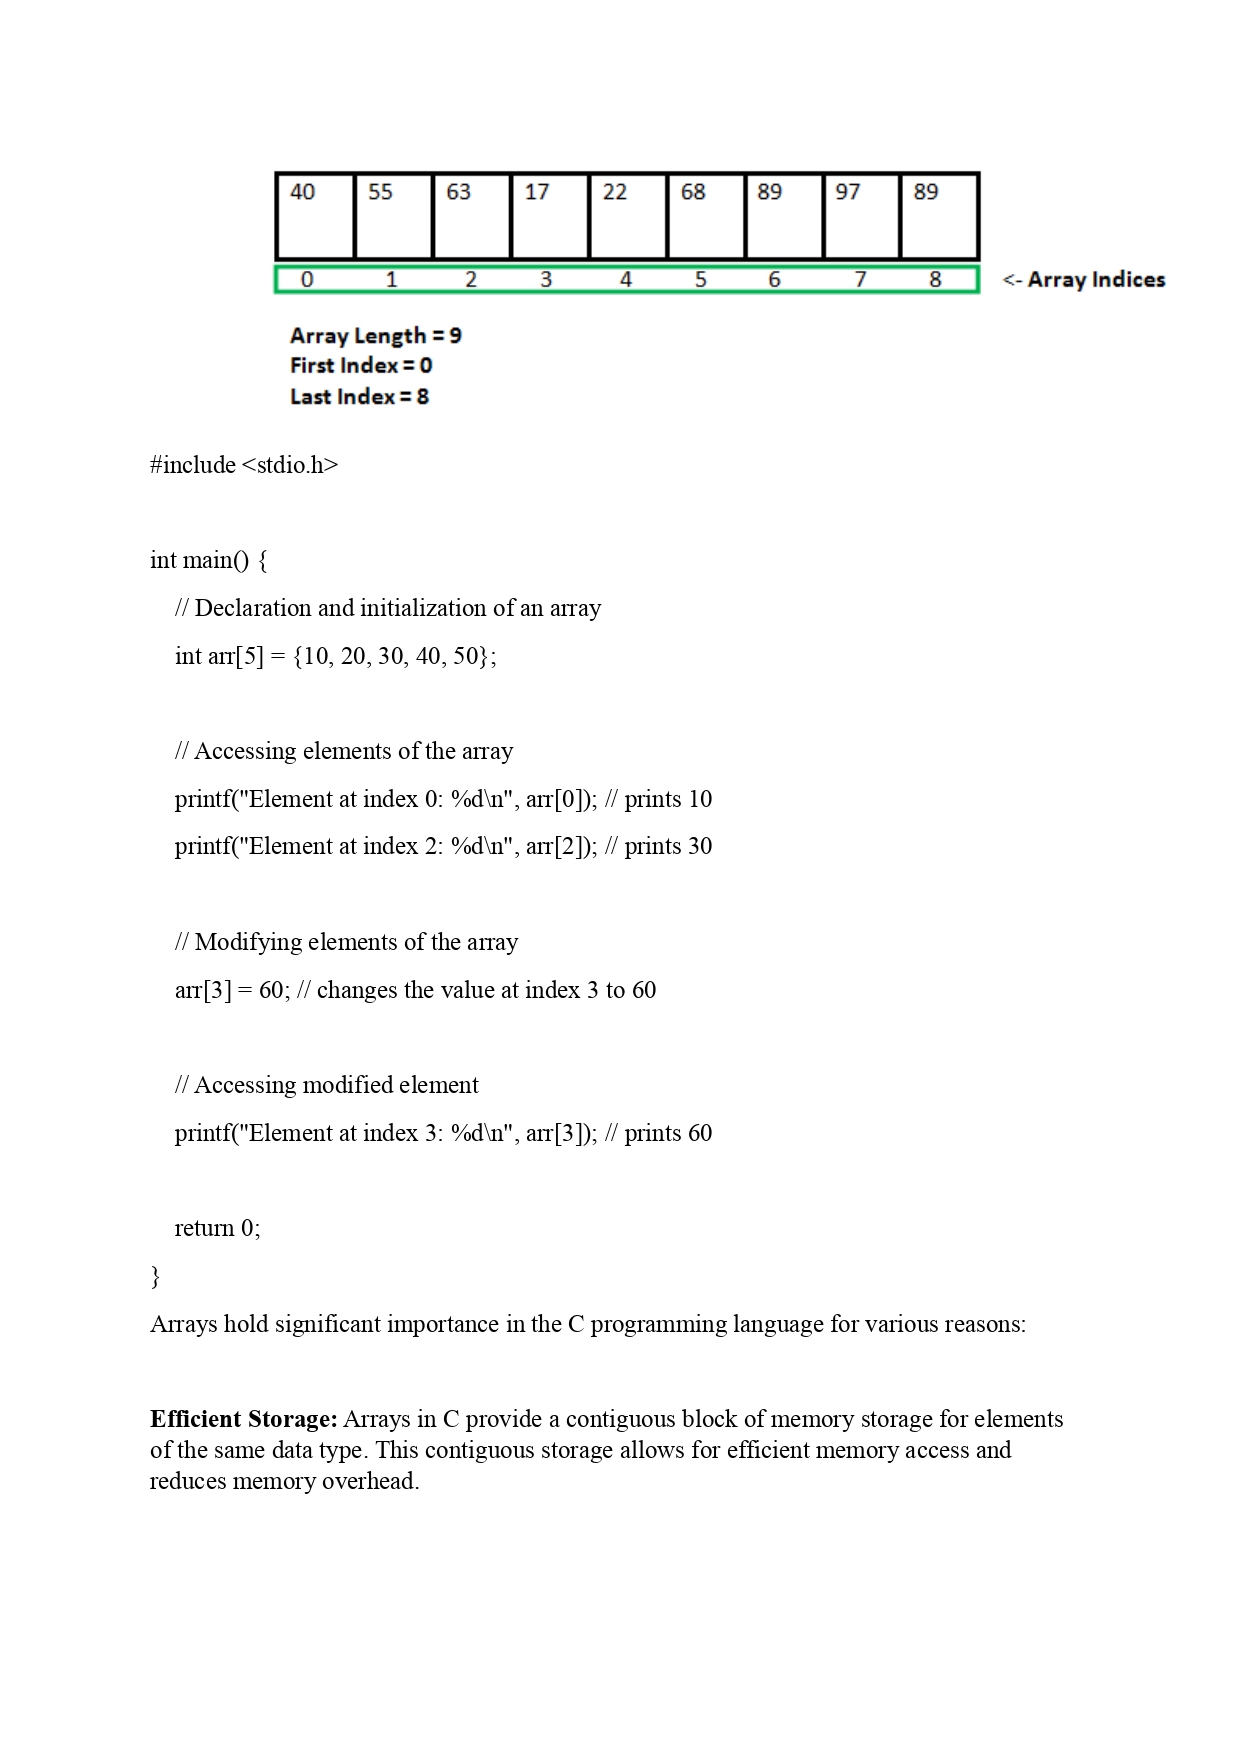 40 55 63 17 22 68 89 97 89
0 1 2 3 4 5 6 7 8 <- Array Indices
Array Length = 9
First Index = 0
Last Index = 8
#include <stdio.h>
int main() {
// Declaration and initialization of an array
int arr[5] = {10, 20, 30, 40, 50};
// Accessing elements of the array
printf("Element at index 0: %d\n", arr[0]); // prints 10
printf("Element at index 2: %d\n", arr[2]); // prints 30
// Modifying elements of the array
arr[3] = 60; // changes the value at index 3 to 60
// Accessing modified element
printf("Element at index 3: %d\n", arr[3]); // prints 60
return 0;
}
Arrays hold significant importance in the C programming language for various reasons:
Efficient Storage: Arrays in C provide a contiguous block of memory storage for elements
of the same data type. This contiguous storage allows for efficient memory access and
reduces memory overhead.